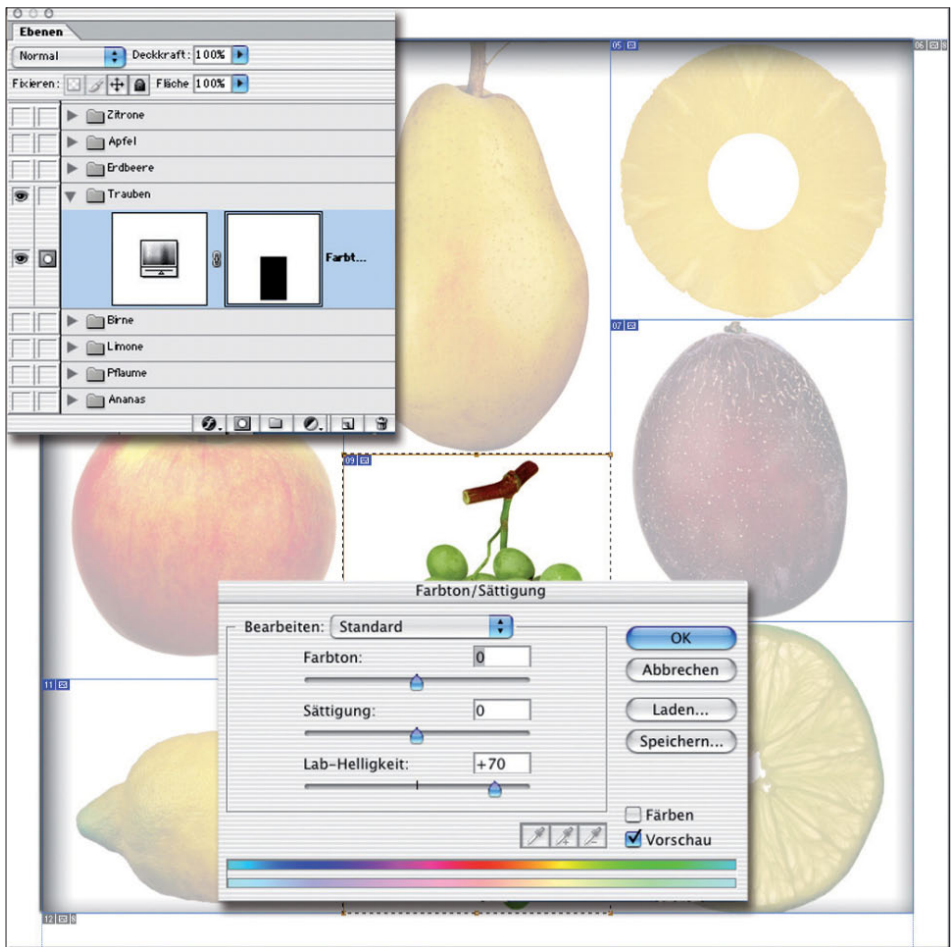 Ebenen
Normal Deckkraft: 100%
Fixieren: Fläche 100%
Zitrone
Apfel
Erdbeere
Trauben
Farbt...
Birne
Limone
Pflaume
Ananas
05
06
07
09
Farbton/Sättigung
Bearbeiten: Standard
Farbton: 0
Sättigung: 0
Lab-Helligkeit: +70
OK
Abbrechen
Laden...
Speichern...
Färben
Vorschau
11
12